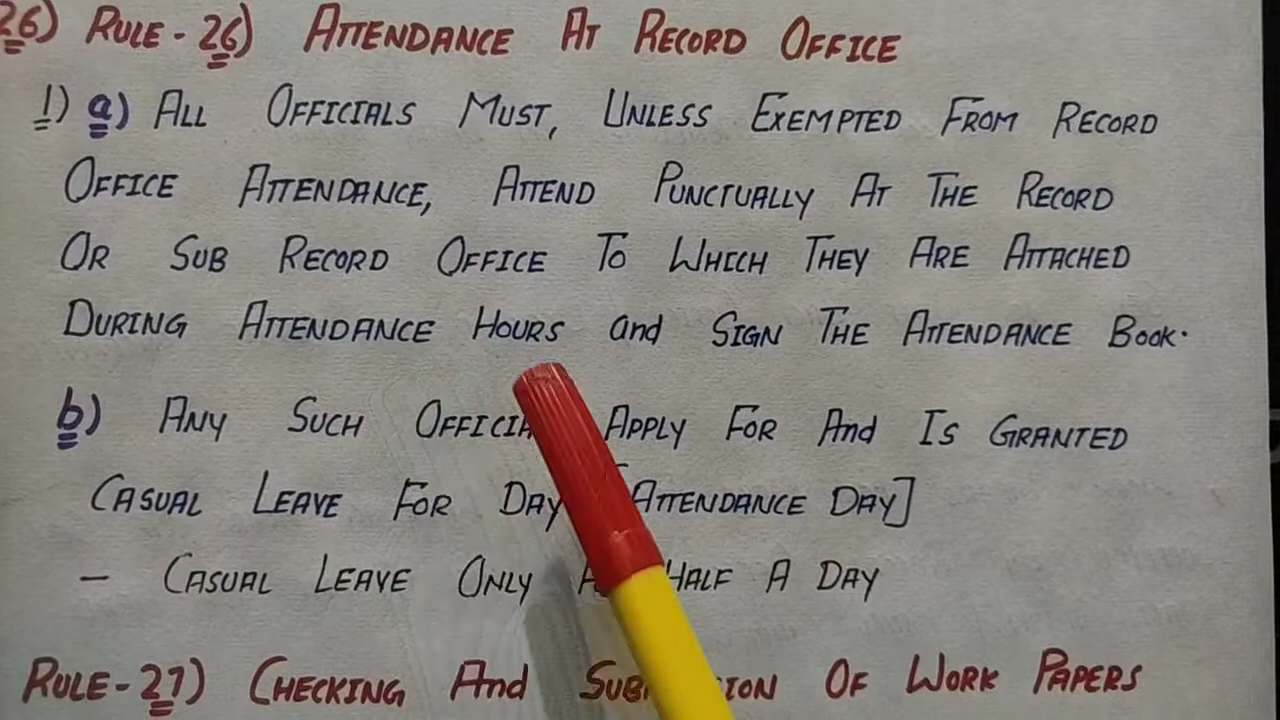 26) RULE - 26) ATTENDANCE AT RECORD OFFICE
1) a) ALL OFFICIALS MUST, UNLESS EXEMPTED FROM RECORD
OFFICE ATTENDANCE, ATTEND PUNCTUALLY AT THE RECORD
OR SUB RECORD OFFICE TO WHICH THEY ARE ATTACHED
DURING ATTENDANCE HOURS and SIGN THE ATTENDANCE BOOK.
b) ANY SUCH APPLY FOR And IS GRANTED
CASUAL LEAVE FOR DAY ATTENDANCE DAY]
- CASUAL LEAVE ONLY HALF A DAY
RULE - 27) CHECKING And OF WORK PAPERS